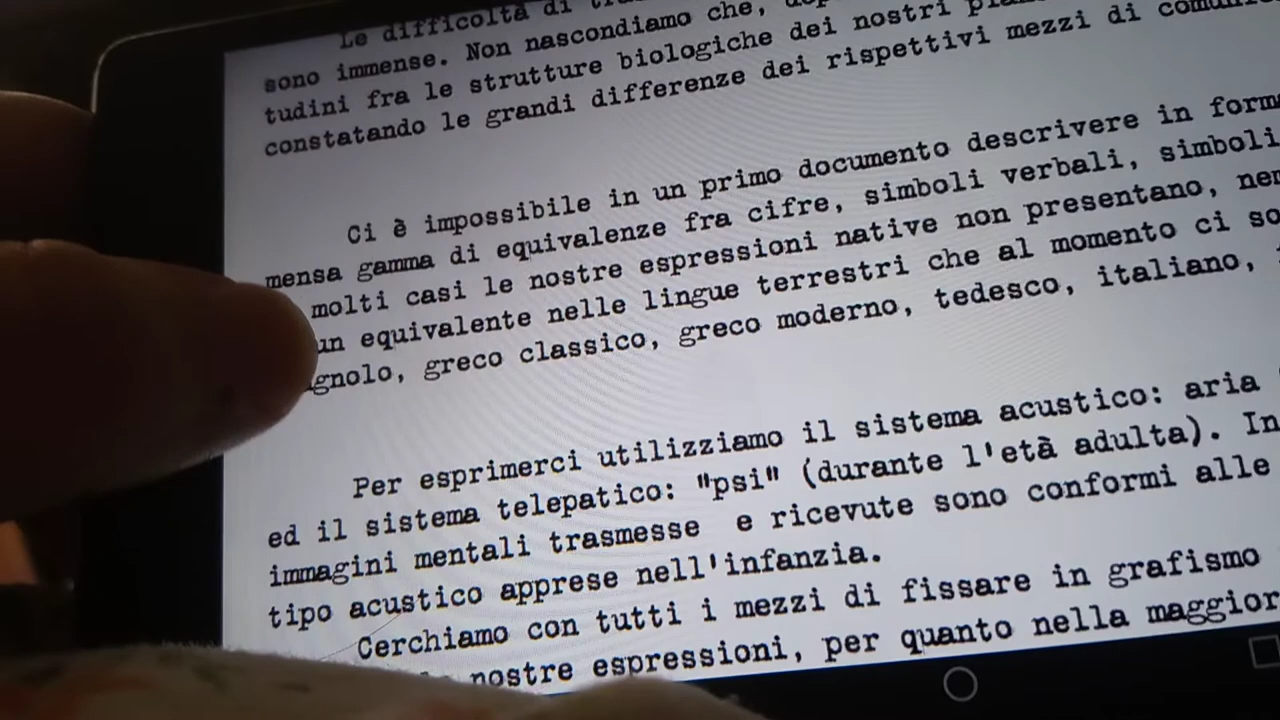 Le difficoltà di
sono immense. Non nascondiamo che,
tudini fra le strutture biologiche dei nostri
constatando le grandi differenze dei rispettivi mezzi di
Ci è impossibile in un primo documento descrivere in
mensa gamma di equivalenze fra cifre, simboli verbali, simboli
molti casi le nostre espressioni native non presentano,
un equivalente nelle lingue terrestri che al momento ci
gnolo, greco classico, greco moderno, tedesco, italiano,
Per esprimerci utilizziamo il sistema acustico: aria
ed il sistema telepatico: "psi" (durante l'età adulta). In
immagini mentali trasmesse e ricevute sono conformi alle
tipo acustico apprese nell'infanzia.
Cerchiamo con tutti i mezzi di fissare in grafismo
nostre espressioni, per quanto nella maggior